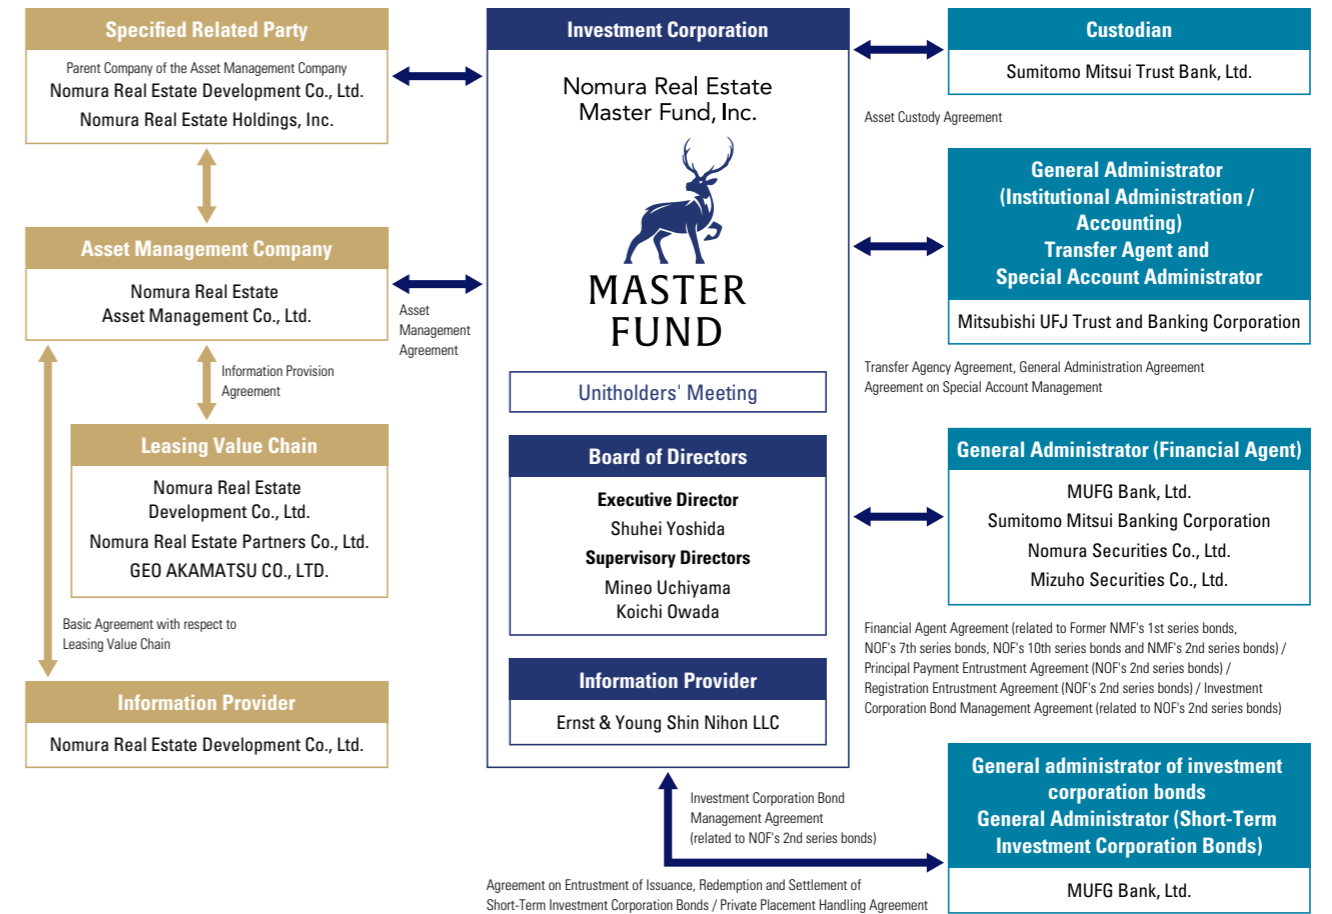 Specified Related Party
Parent Company of the Asset Management Company
Nomura Real Estate Development Co., Ltd.
Nomura Real Estate Holdings, Inc.
Asset Management Company
Nomura Real Estate
Asset Management Co., Ltd.
Information Provision
Agreement
Leasing Value Chain
Nomura Real Estate
Development Co., Ltd.
Nomura Real Estate Partners Co., Ltd.
GEO AKAMATSU CO., LTD.
Basic Agreement with respect to
Leasing Value Chain
Information Provider
Nomura Real Estate Development Co., Ltd.
Asset
Management
Agreement
Investment Corporation
Nomura Real Estate
Master Fund, Inc.
MASTER
FUND
Unitholders' Meeting
Board of Directors
Executive Director
Shuhei Yoshida
Supervisory Directors
Mineo Uchiyama
Koichi Owada
Information Provider
Ernst & Young Shin Nihon LLC
Investment Corporation Bond
Management Agreement
(related to NOF's 2nd series bonds)
Agreement on Entrustment of Issuance, Redemption and Settlement of
Short-Term Investment Corporation Bonds / Private Placement Handling Agreement
Custodian
Sumitomo Mitsui Trust Bank, Ltd.
Asset Custody Agreement
General Administrator
(Institutional Administration /
Accounting)
Transfer Agent and
Special Account Administrator
Mitsubishi UFJ Trust and Banking Corporation
Transfer Agency Agreement, General Administration Agreement
Agreement on Special Account Management
General Administrator (Financial Agent)
MUFG Bank, Ltd.
Sumitomo Mitsui Banking Corporation
Nomura Securities Co., Ltd.
Mizuho Securities Co., Ltd.
Financial Agent Agreement (related to Former NMF's 1st series bonds,
NOF's 7th series bonds, NOF's 10th series bonds and NMF's 2nd series bonds) /
Principal Payment Entrustment Agreement (NOF's 2nd series bonds) /
Registration Entrustment Agreement (NOF's 2nd series bonds) / Investment
Corporation Bond Management Agreement (related to NOF's 2nd series bonds)
General administrator of investment
corporation bonds
General Administrator (Short-Term
Investment Corporation Bonds)
MUFG Bank, Ltd.